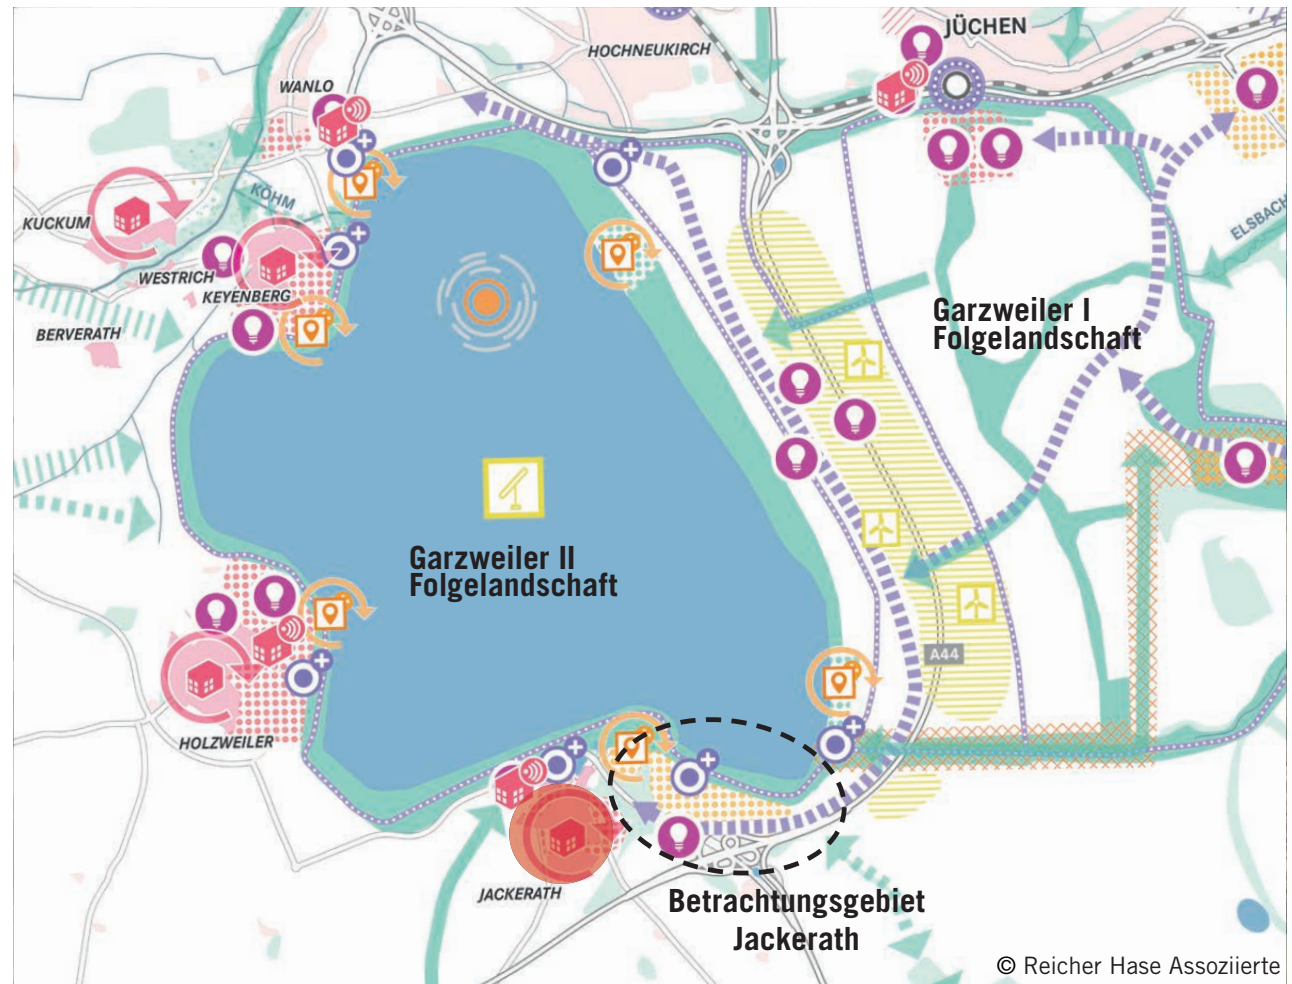 JÜCHEN
HOCHNEUKIRCH
WANLO
KÖHM
KUCKUM
ELSBACH
WESTRICH
KEYENBERG
BERVERATH
Garzweiler I
Folgelandschaft
Garzweiler II
Folgelandschaft
A44
HOLZWEILER
JACKERATH
Betrachtungsgebiet
Jackerath
© Reicher Hase Assoziierte